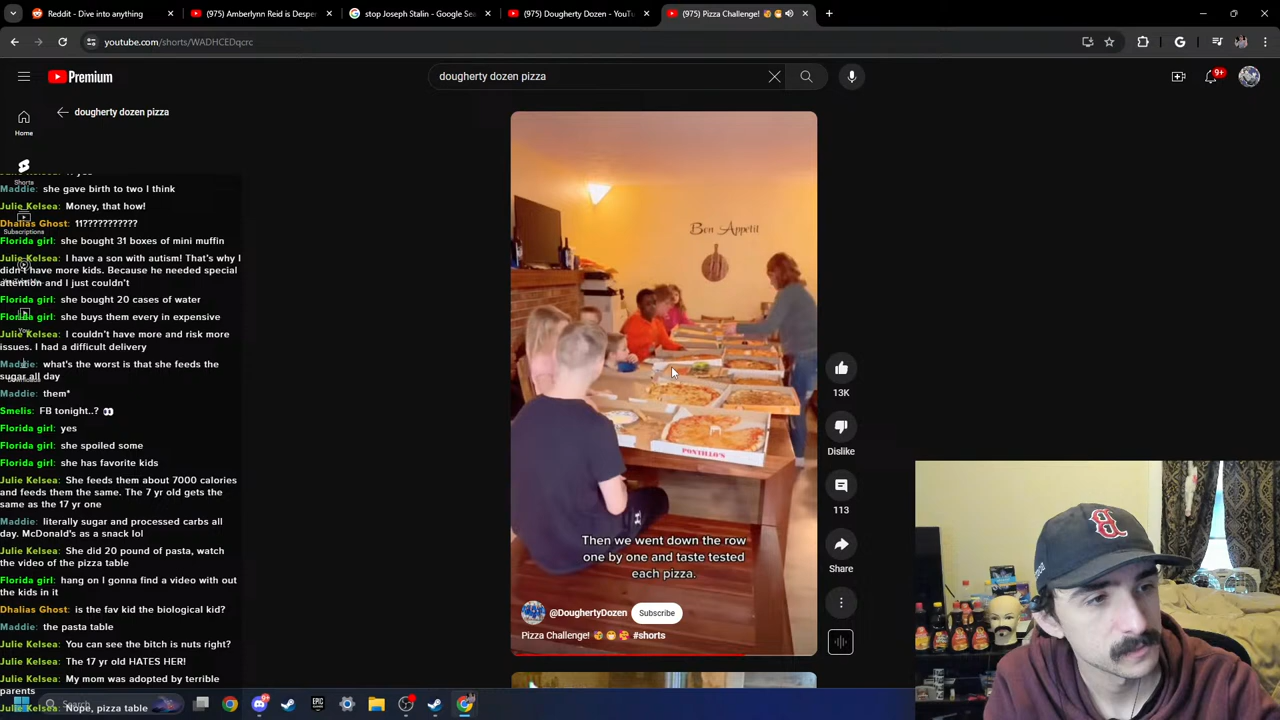 Reddit - Dive into anything
(975) Amberlynn Reid is Desper
stop Joseph Stalin - Google Se
(975) Dougherty Dozen - YouT
(975) Pizza Challenge!
youtube.com/shorts/WADHCEDqcrc
Premium
dougherty dozen pizza
9+
dougherty dozen pizza
Home
Shorts
Subscriptions
Maddie: she gave birth to two I think
Julie Kelsea: Money, that how!
Dhalias Ghost: 11???????????
Florida girl: she bought 31 boxes of mini muffin
Julie Kelsea: I have a son with autism! That's why I
didn't have more kids. Because he needed special
attention and I just couldn't
Florida girl: she bought 20 cases of water
Florida girl: she buys them every in expensive
Julie Kelsea: I couldn't have more and risk more
issues. I had a difficult delivery
Maddie: what's the worst is that she feeds the
sugar all day
Maddie: them*
Smelis: FB tonight..? 👀
Florida girl: yes
Florida girl: she spoiled some
Florida girl: she has favorite kids
Julie Kelsea: She feeds them about 7000 calories
and feeds them the same. The 7 yr old gets the
same as the 17 yr one
Maddie: literally sugar and processed carbs all
day. McDonald's as a snack lol
Julie Kelsea: She did 20 pound of pasta, watch
the video of the pizza table
Florida girl: hang on I gonna find a video with out
the kids in it
Dhalias Ghost: is the fav kid the biological kid?
Maddie: the pasta table
Julie Kelsea: You can see the bitch is nuts right?
Julie Kelsea: The 17 yr old HATES HER!
Julie Kelsea: My mom was adopted by terrible
parents
Julie Kelsea: Nope, pizza table
Bon Appetit
PONTILLO'S
Then we went down the row
one by one and taste tested
each pizza.
@DoughertyDozen Subscribe
Pizza Challenge! #shorts
13K
Dislike
113
Share
B
Search
EPIC